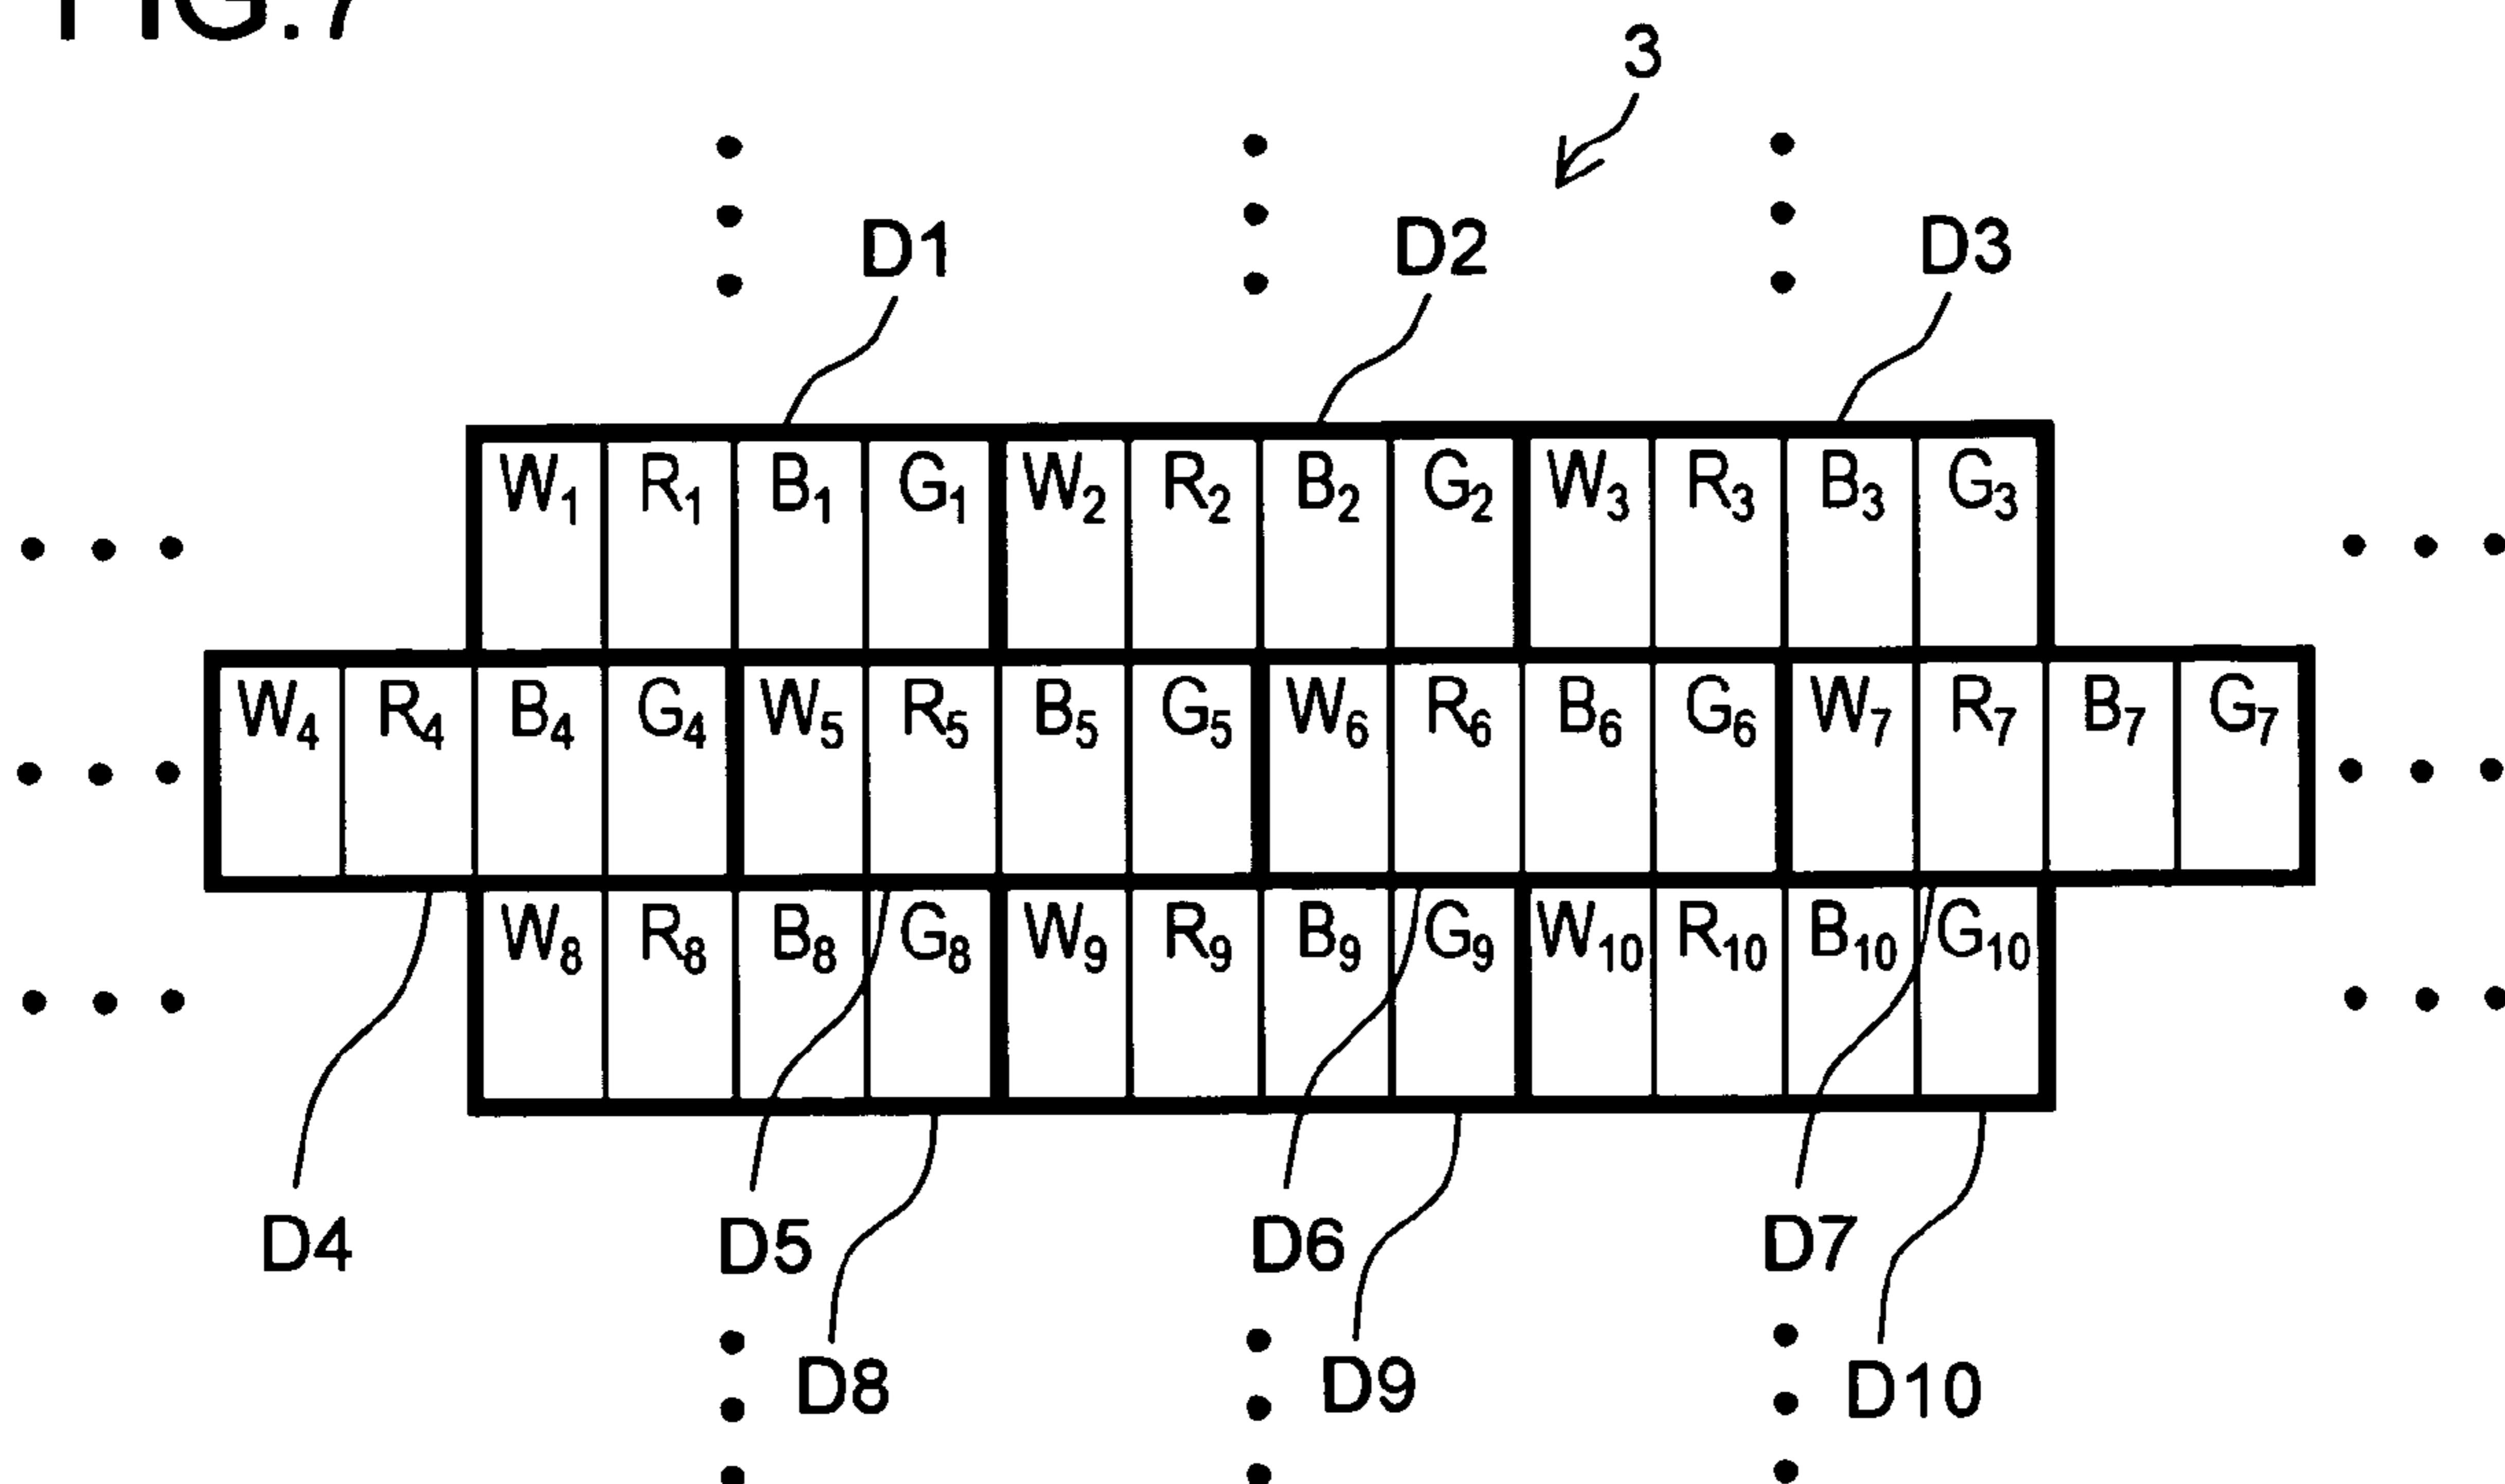 FIG.7
3
D1 D2 D3
W1 R1 B1 G1 W2 R2 B2 G2 W3 R3 B3 G3
W4 R4 B4 G4 W5 R5 B5 G5 W6 R6 B6 G6 W7 R7 B7 G7
W8 R8 B8 G8 W9 R9 B9 G9 W10 R10 B10 G10
D4 D5 D6 D7
D8 D9 D10